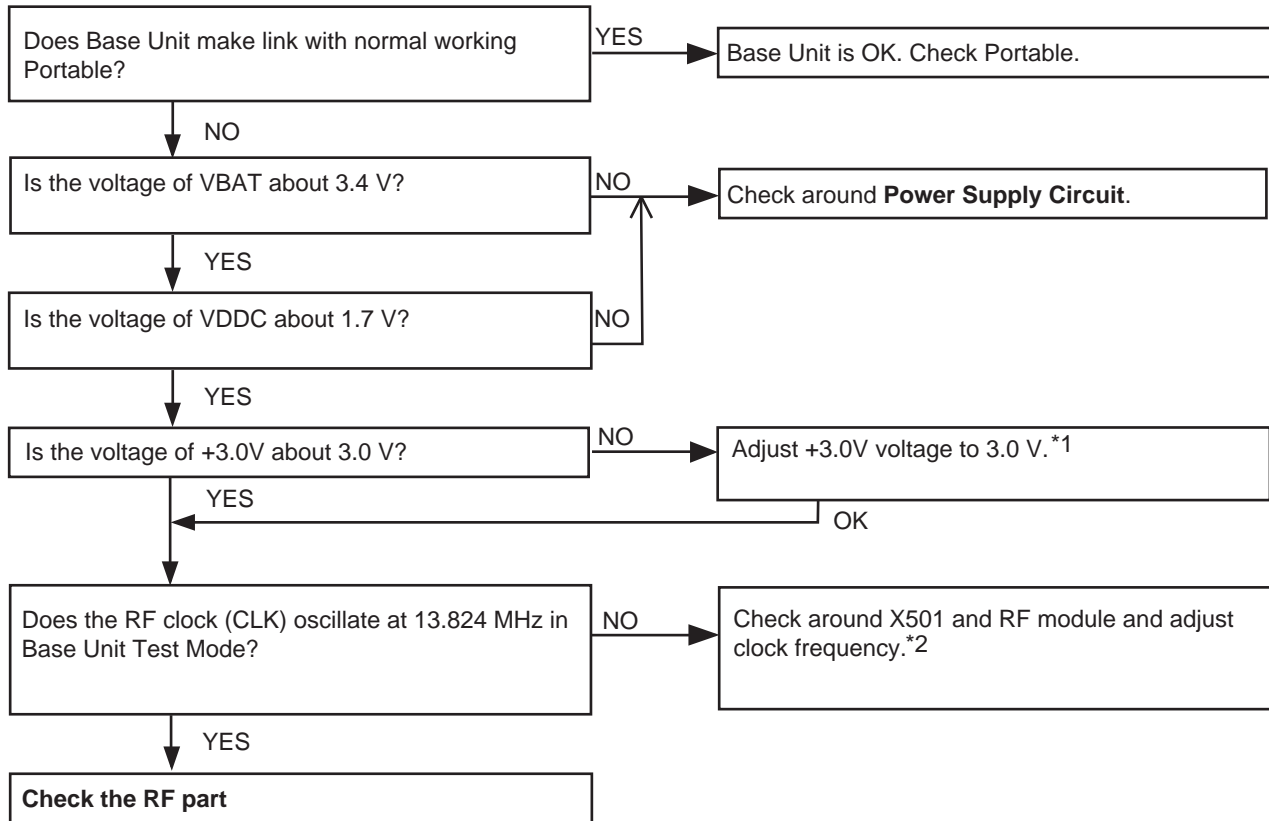 Does Base Unit make link with normal working
Portable?
YES
Base Unit is OK. Check Portable.
NO
Is the voltage of VBAT about 3.4 V?
NO
Check around Power Supply Circuit.
YES
Is the voltage of VDDC about 1.7 V?
NO
YES
Is the voltage of +3.0V about 3.0 V?
NO
Adjust +3.0V voltage to 3.0 V.*1
YES
OK
Does the RF clock (CLK) oscillate at 13.824 MHz in
Base Unit Test Mode?
NO
Check around X501 and RF module and adjust
clock frequency.*2
YES
Check the RF part